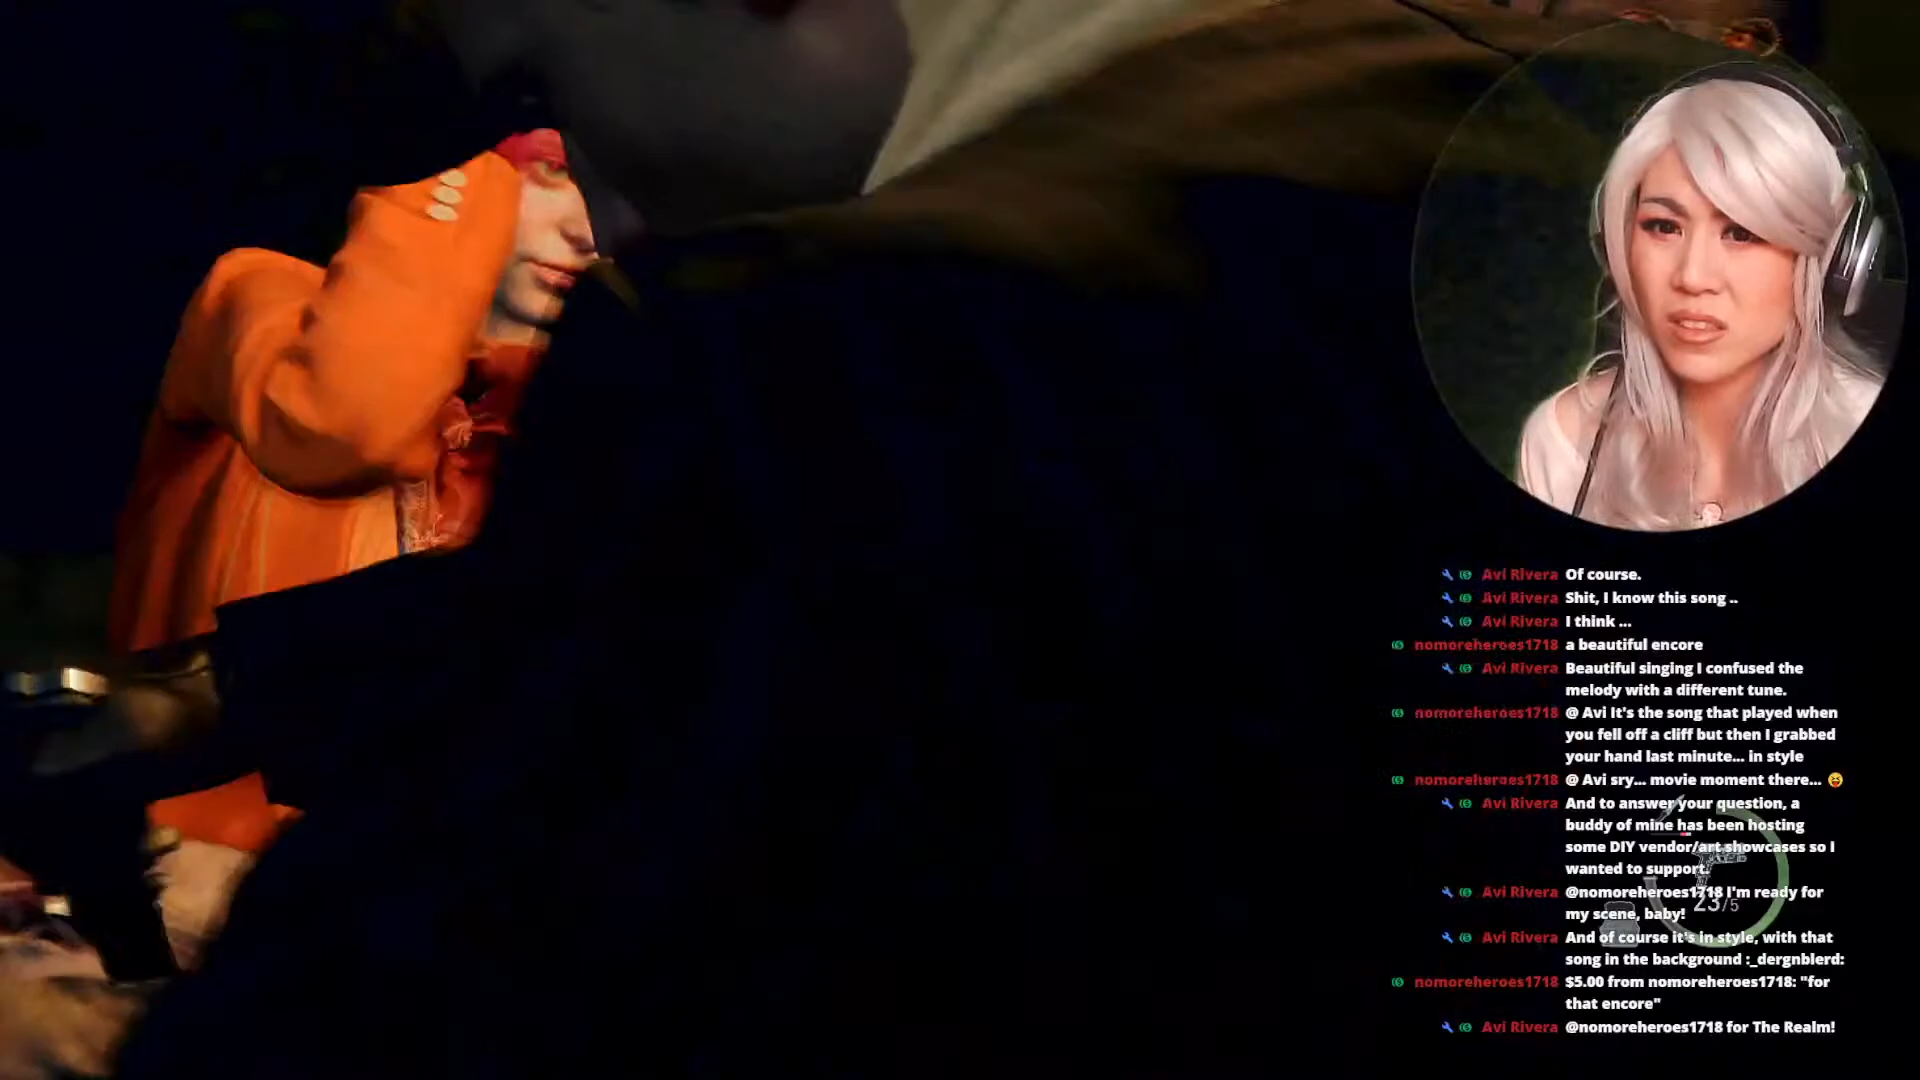 Avi Rivera Of course.
Avi Rivera Shit, I know this song ..
Avi Rivera I think ...
nomoreheroes1718 a beautiful encore
Avi Rivera Beautiful singing I confused the
melody with a different tune.
nomoreheroes1718 @ Avi It's the song that played when
you fell off a cliff but then I grabbed
your hand last minute... in style
nomoreheroes1718 @ Avi sry... movie moment there... 😝
Avi Rivera And to answer your question, a
buddy of mine has been hosting
some DIY vendor/art showcases so I
wanted to support.
Avi Rivera @nomoreheroes1718 I'm ready for
my scene, baby!
23/5
Avi Rivera And of course it's in style, with that
song in the background :_dergnblerd:
nomoreheroes1718 $5.00 from nomoreheroes1718: "for
that encore"
Avi Rivera @nomoreheroes1718 for The Realm!